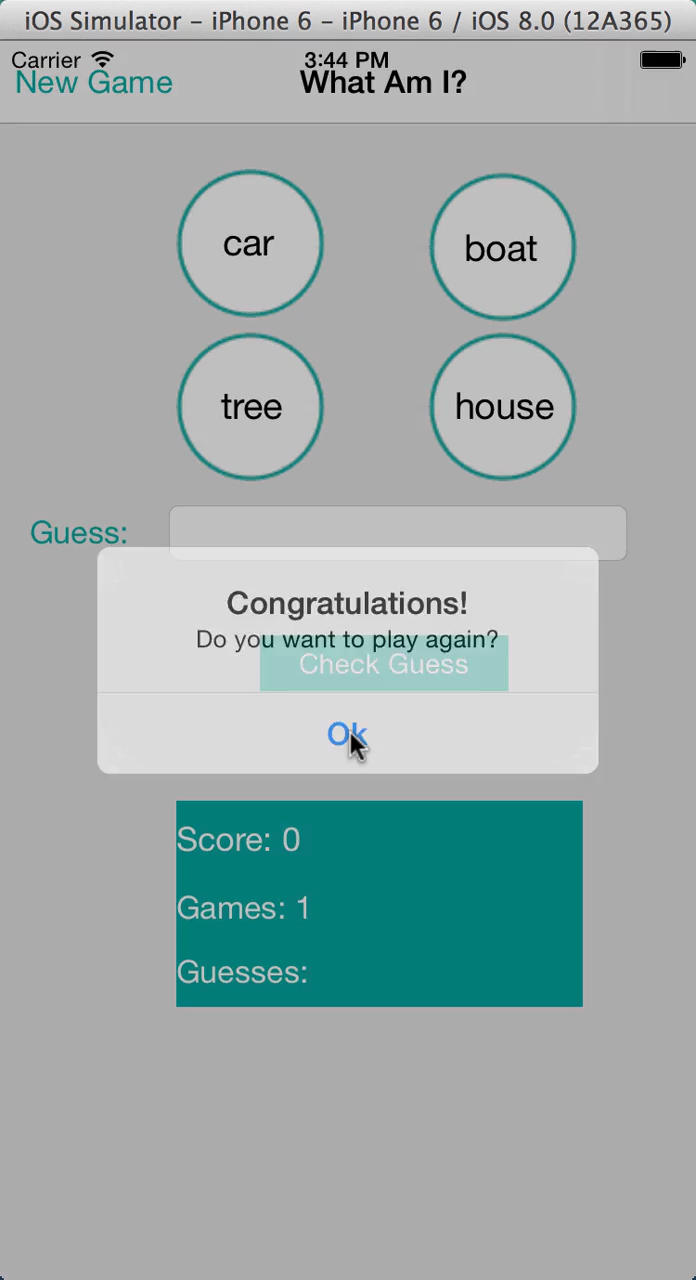 iOS Simulator – iPhone 6 – iPhone 6 / iOS 8.0 (12A365)
Carrier 3:44 PM
New Game What Am I?
car boat
tree house
Guess:
Congratulations!
Do you want to play again?
Check Guess
Ok
Score: 0
Games: 1
Guesses: